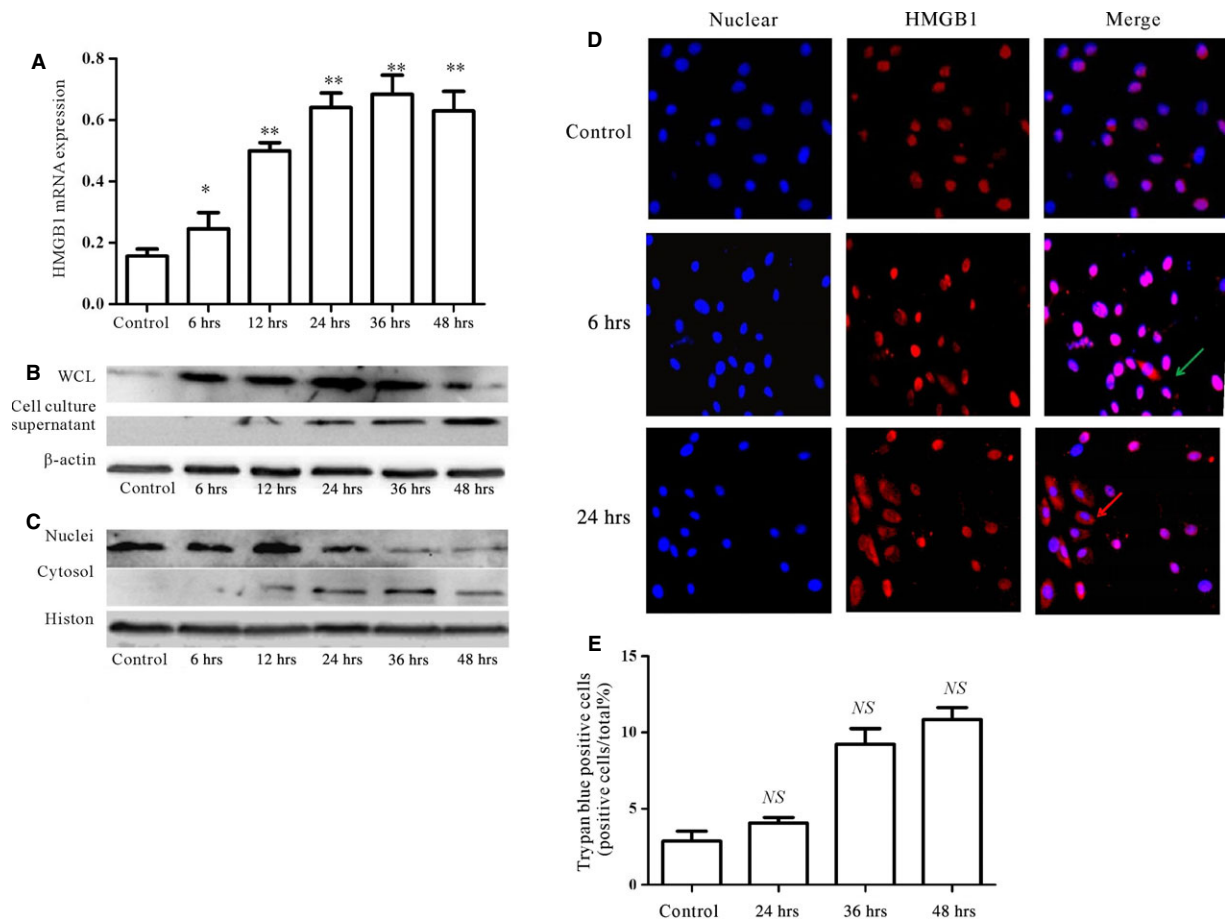 A
HMGB1 mRNA expression
0.8
0.6
0.4
0.2
0.0
*
**
**
**
**
Control 6 hrs 12 hrs 24 hrs 36 hrs 48 hrs
B
WCL
Cell culture
supernatant
β-actin
Control 6 hrs 12 hrs 24 hrs 36 hrs 48 hrs
C
Nuclei
Cytosol
Histon
Control 6 hrs 12 hrs 24 hrs 36 hrs 48 hrs
D
Nuclear HMGB1 Merge
Control
6 hrs
24 hrs
E
Trypan blue positive cells
(positive cells/total%)
15
10
5
0
NS
NS
NS
Control 24 hrs 36 hrs 48 hrs